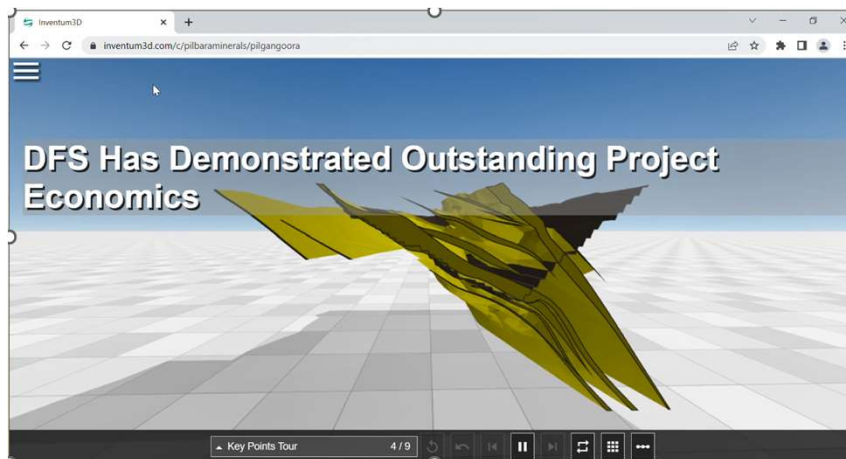 Inventum3D
inventum3d.com/c/pilbaraminerals/pilgangoora
DFS Has Demonstrated Outstanding Project
Economics
Key Points Tour 4 / 9